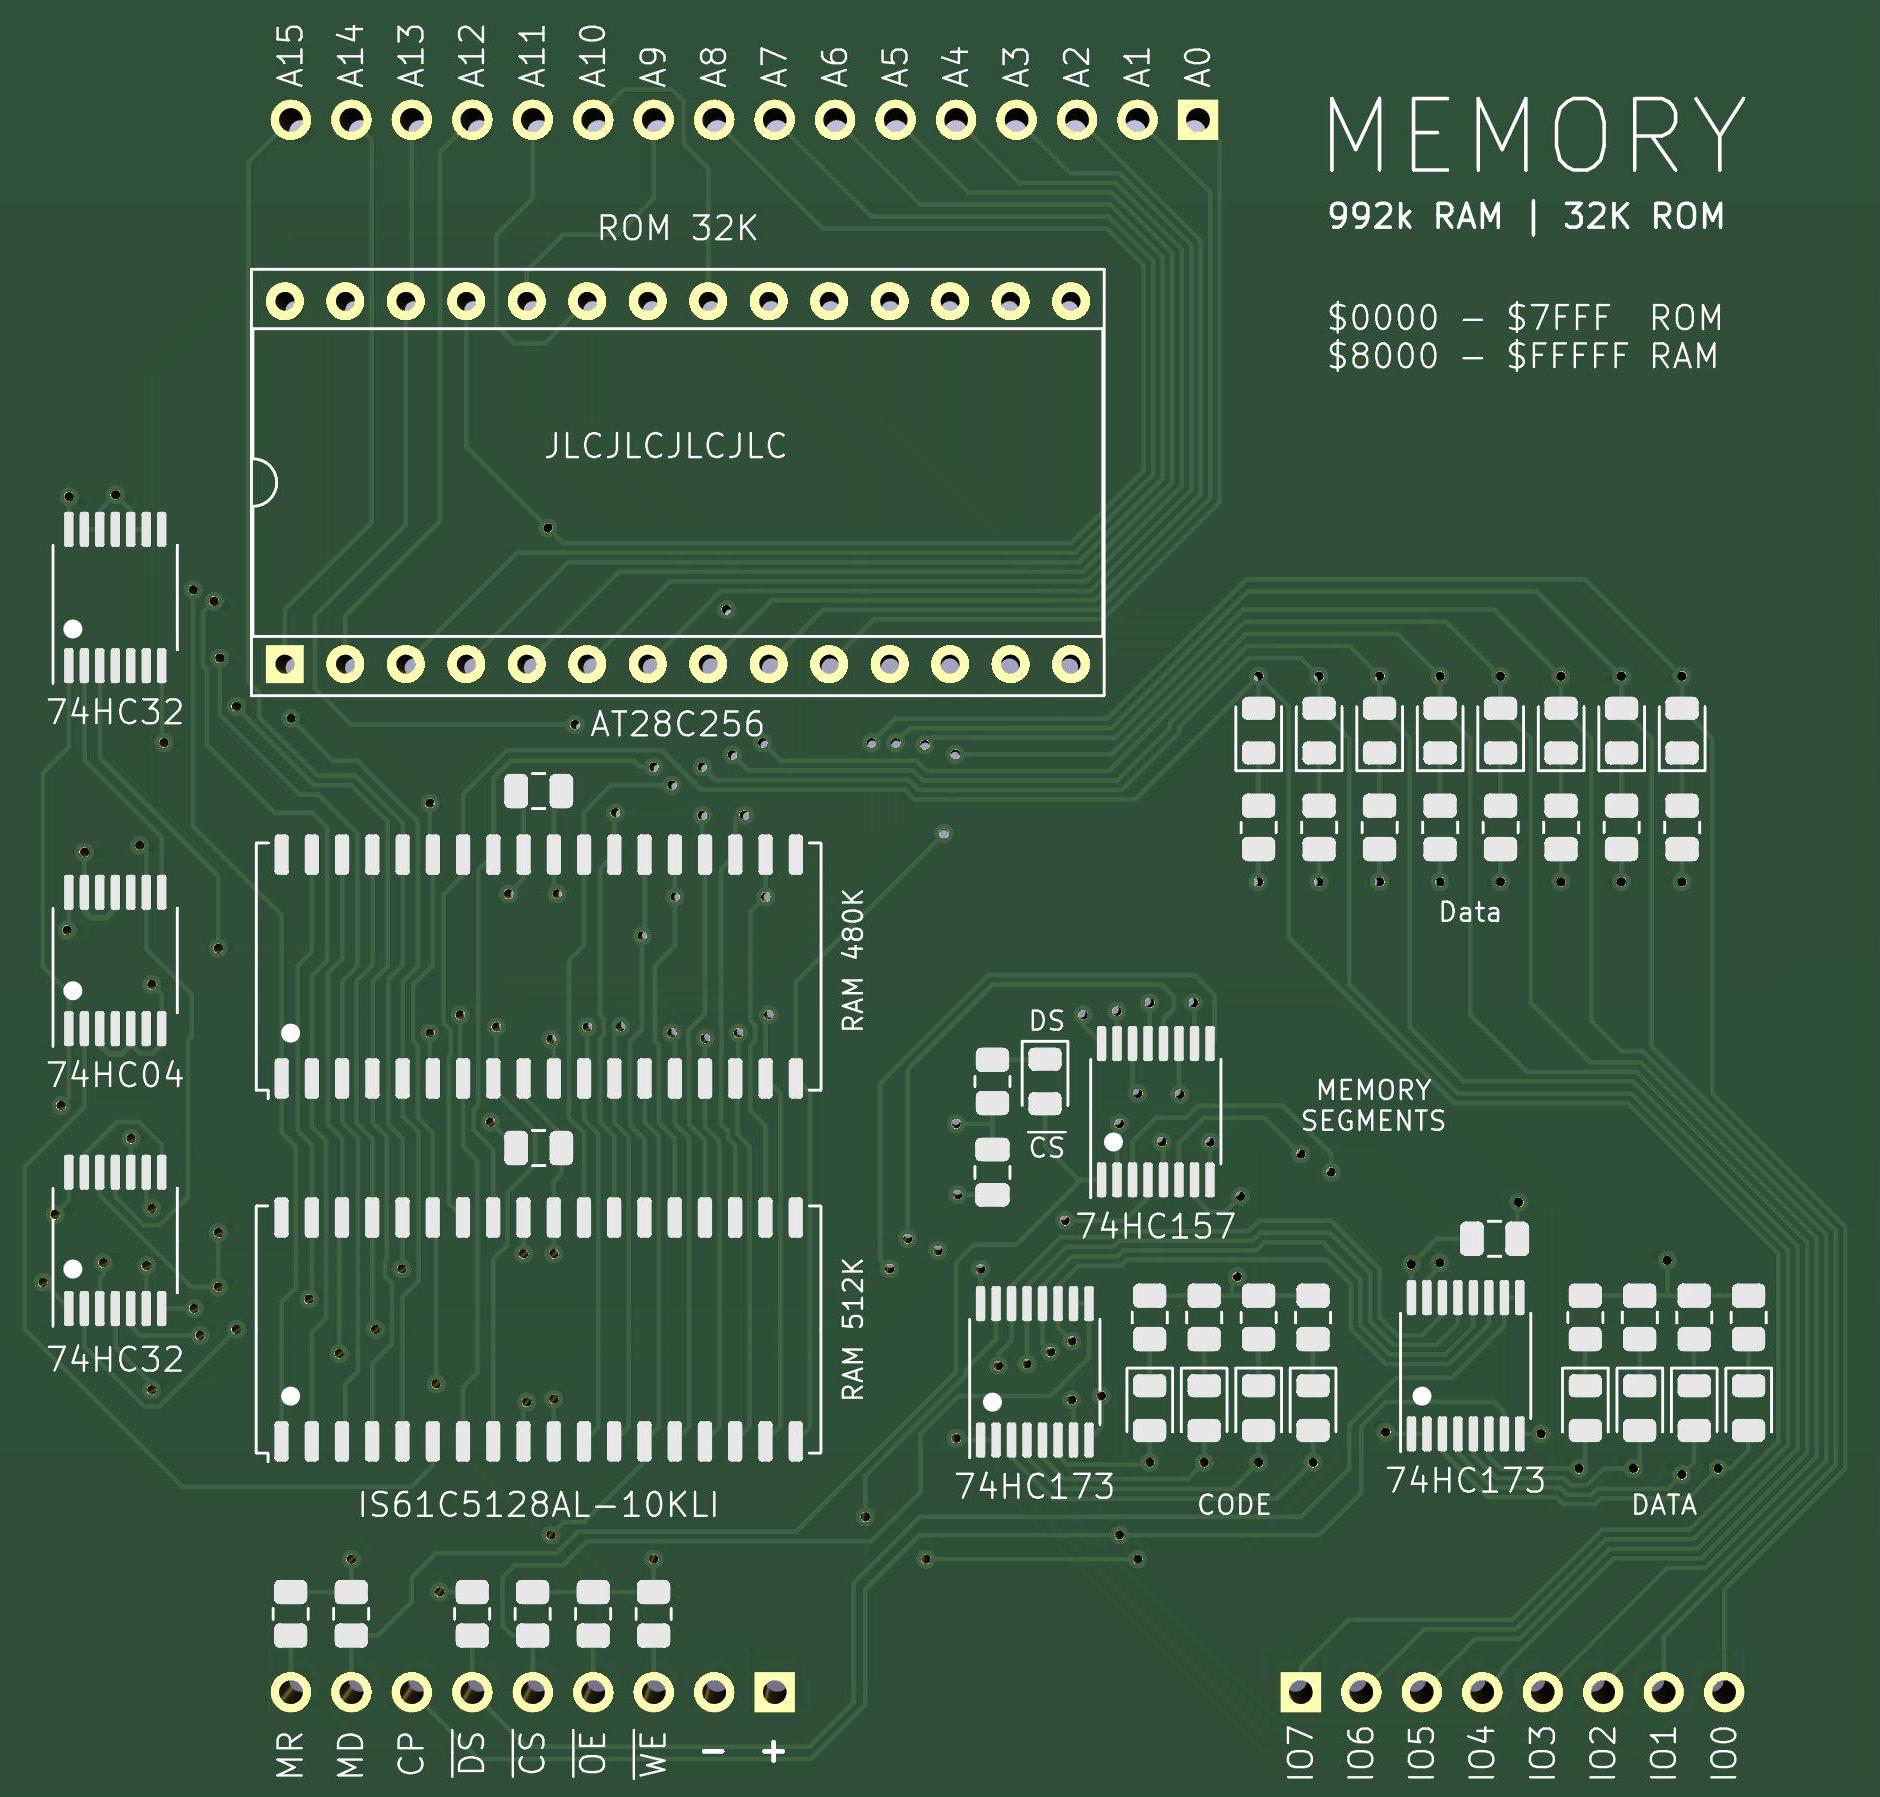 A15 A14 A13 A12 A11 A10 A9 A8 A7 A6 A5 A4 A3 A2 A1 A0
MEMORY
992k RAM | 32K ROM
ROM 32K
$0000 - $7FFF ROM
$8000 - $FFFFF RAM
JLCJLCJLCJLC
74HC32
AT28C256
RAM 480K
Data
74HC04
DS
CS
MEMORY
SEGMENTS
74HC157
74HC32
RAM 512K
IS61C5128AL-10KLI
74HC173
CODE
74HC173
DATA
MR MD CP DS CS OE WE - +
IO7 IO6 IO5 IO4 IO3 IO2 IO1 IO0